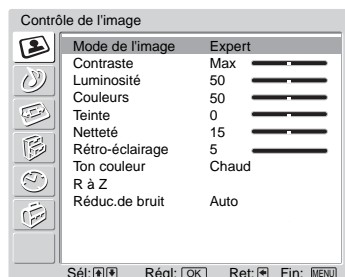 Contrôle de l'image
Mode de l'image Expert
Contraste Max
Luminosité 50
Couleurs 50
Teinte 0
Netteté 15
Rétro-éclairage 5
Ton couleur Chaud
R à Z
Réduc.de bruit Auto
Sél: Régl: OK Ret: Fin: MENU